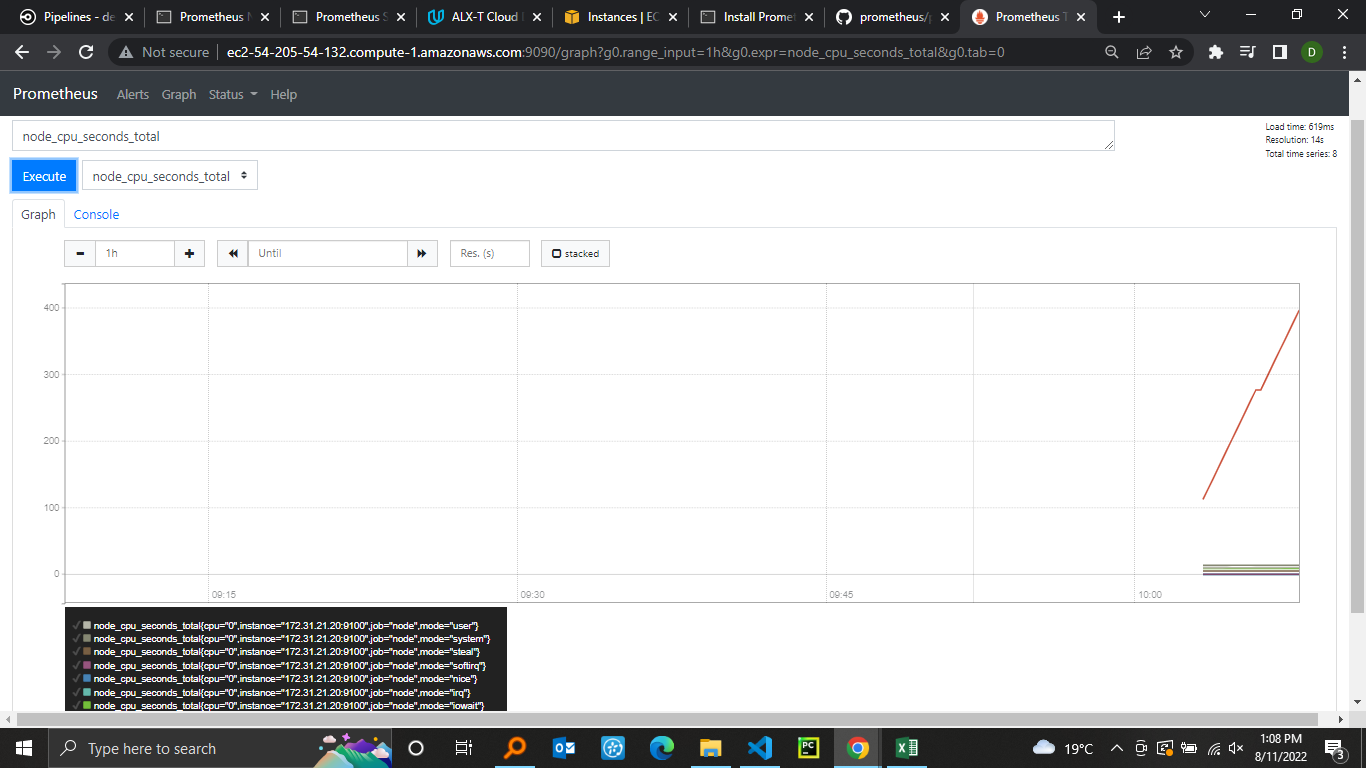 Pipelines - de
Prometheus N
Prometheus S
ALX-T Cloud
Instances | EC
Install Promet
prometheus/p
Prometheus T
Not secure
ec2-54-205-54-132.compute-1.amazonaws.com:9090/graph?g0.range_input=1h&g0.expr=node_cpu_seconds_total&g0.tab=0
D
Prometheus Alerts Graph Status Help
node_cpu_seconds_total
Load time: 619ms
Resolution: 14s
Total time series: 8
Execute
node_cpu_seconds_total
Graph Console
1h
Until
Res. (s)
stacked
400
300
200
100
0
09:15 09:30 09:45 10:00
node_cpu_seconds_total{cpu="0",instance="172.31.21.20:9100",job="node",mode="user"}
node_cpu_seconds_total{cpu="0",instance="172.31.21.20:9100",job="node",mode="system"}
node_cpu_seconds_total{cpu="0",instance="172.31.21.20:9100",job="node",mode="steal"}
node_cpu_seconds_total{cpu="0",instance="172.31.21.20:9100",job="node",mode="softirq"}
node_cpu_seconds_total{cpu="0",instance="172.31.21.20:9100",job="node",mode="nice"}
node_cpu_seconds_total{cpu="0",instance="172.31.21.20:9100",job="node",mode="irq"}
node_cpu_seconds_total{cpu="0",instance="172.31.21.20:9100",job="node",mode="iowait"}
Type here to search
PC
19°C
1:08 PM
8/11/2022
3